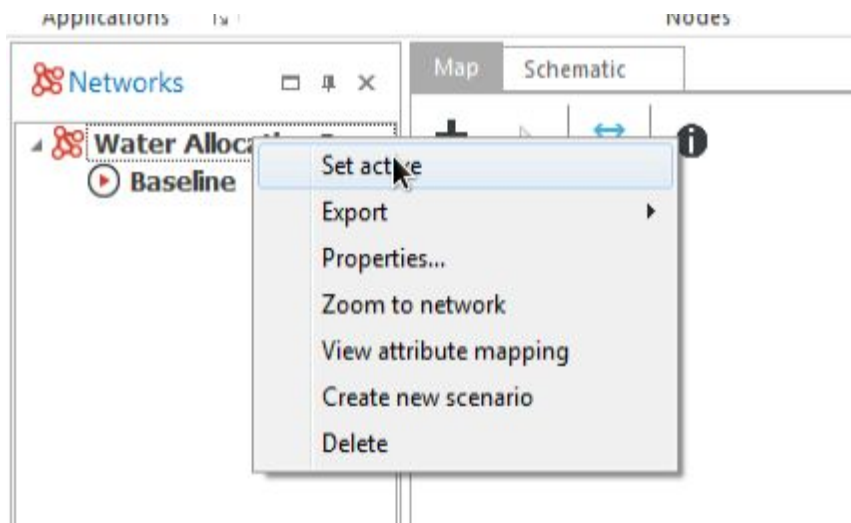 Applications
Nodes
Networks
Map
Schematic
Water
Baseline
Set active
Export
Properties...
Zoom to network
View attribute mapping
Create new scenario
Delete